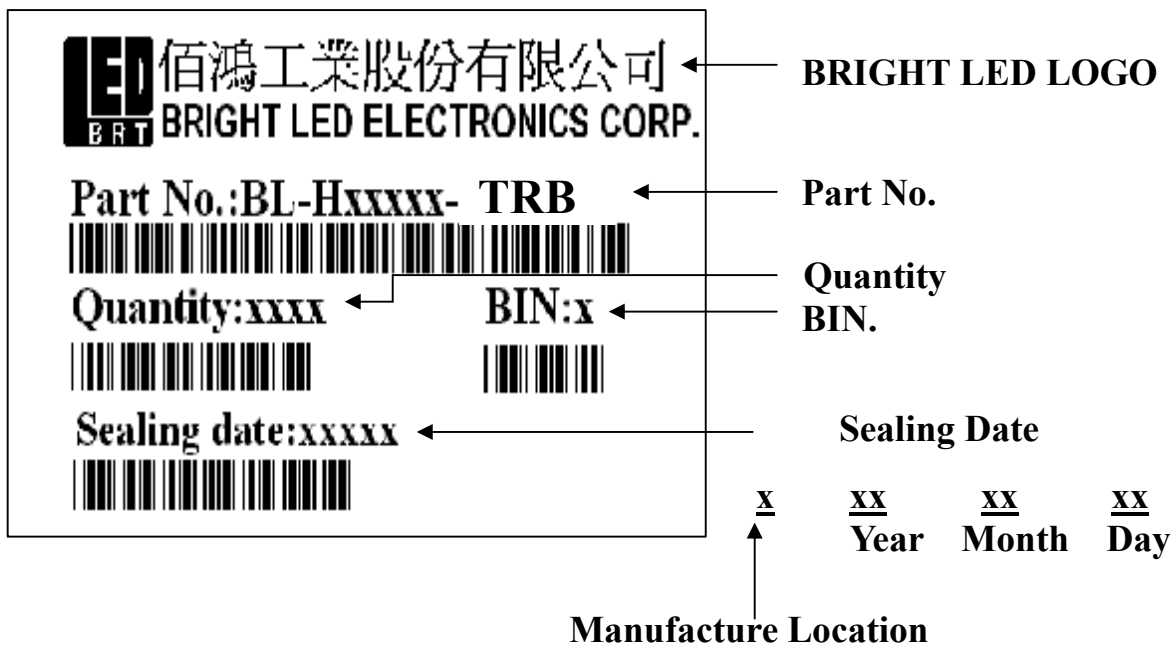 LED 佰鴻工業股份有限公司 BRIGHT LED LOGO
BRT BRIGHT LED ELECTRONICS CORP.
Part No.:BL-Hxxxxx- TRB Part No.
Quantity
Quantity:xxxx BIN:x BIN.
Sealing date:xxxxx Sealing Date
x xx xx xx
Year Month Day
Manufacture Location